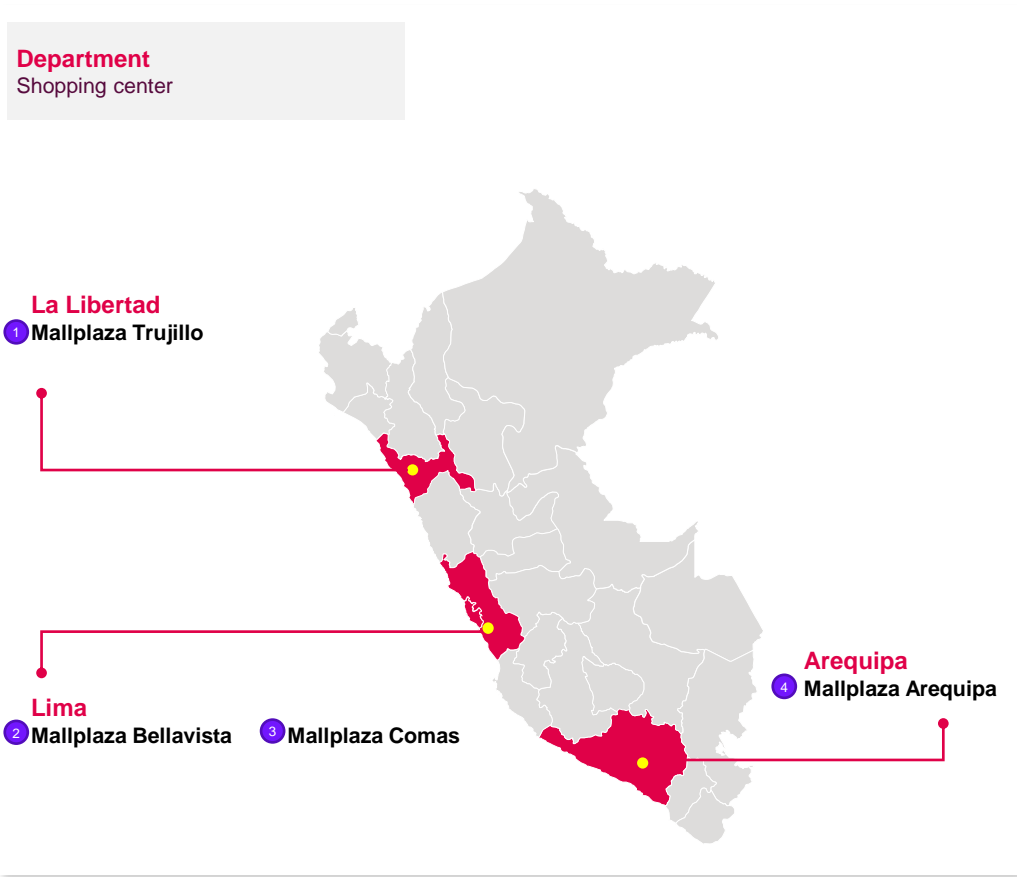 Department
Shopping center
La Libertad
1 Mallplaza Trujillo
Lima
2 Mallplaza Bellavista 3 Mallplaza Comas
Arequipa
4 Mallplaza Arequipa